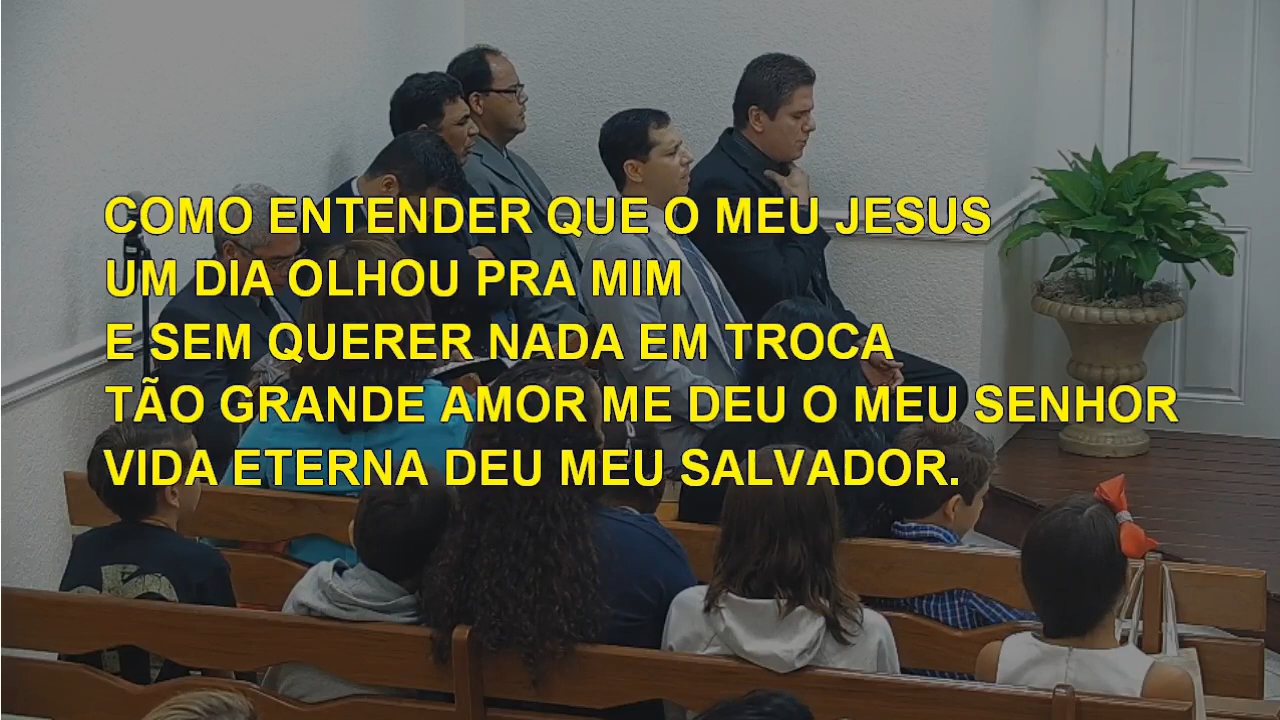 COMO ENTENDER QUE O MEU JESUS
UM DIA OLHOU PRA MIM
E SEM QUERER NADA EM TROCA
TÃO GRANDE AMOR ME DEU O MEU SENHOR
VIDA ETERNA DEU MEU SALVADOR.